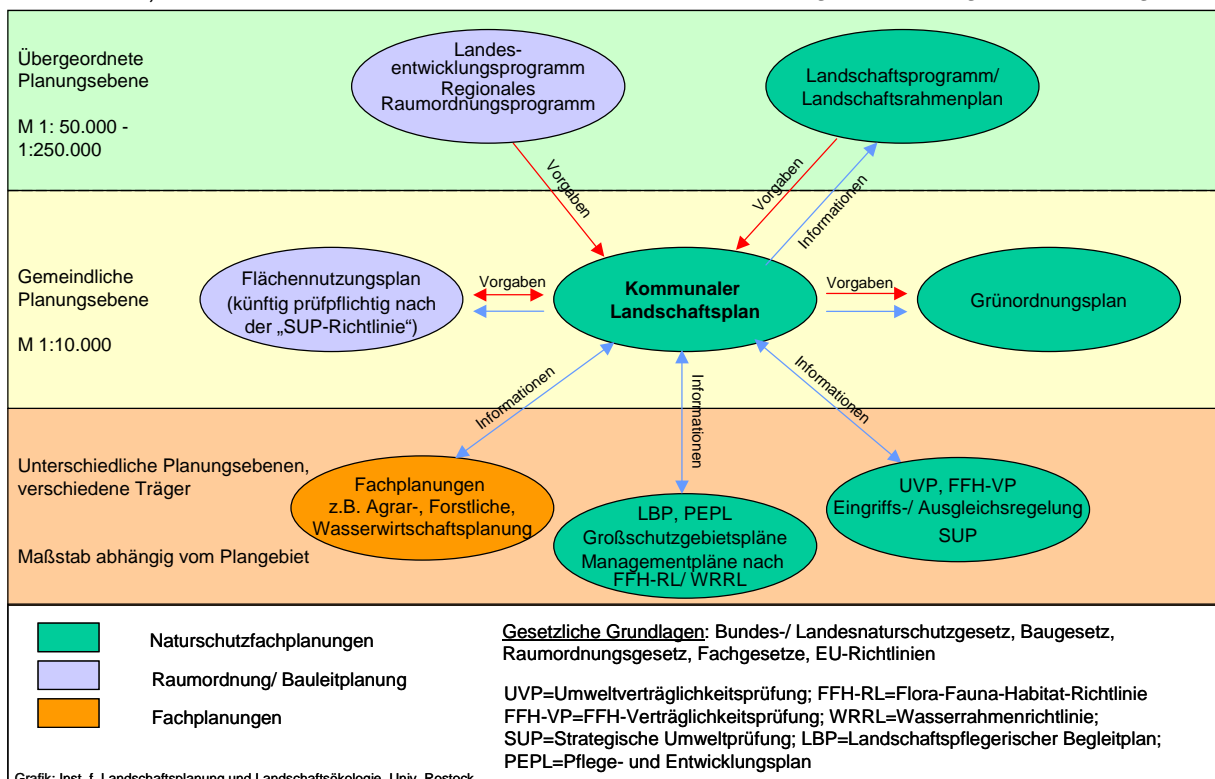 Übergeordnete
Planungsebene
M 1: 50.000 -
1:250.000
Landes-
entwicklungsprogramm
Regionales
Raumordnungsprogramm
Landschaftsprogramm/
Landschaftsrahmenplan
Vorgaben
Vorgaben
Informationen
Gemeindliche
Planungsebene
M 1:10.000
Flächennutzungsplan
(künftig prüfpflichtig nach
der „SUP-Richtlinie“)
Vorgaben
Kommunaler
Landschaftsplan
Vorgaben
Grünordnungsplan
Informationen
Informationen
Informationen
Unterschiedliche Planungsebenen,
verschiedene Träger
Maßstab abhängig vom Plangebiet
Fachplanungen
z.B. Agrar-, Forstliche,
Wasserwirtschaftsplanung
LBP, PEPL
Großschutzgebietspläne
Managementpläne nach
FFH-RL/ WRRL
UVP, FFH-VP
Eingriffs-/ Ausgleichsregelung
SUP
Naturschutzfachplanungen
Raumordnung/ Bauleitplanung
Fachplanungen
Gesetzliche Grundlagen: Bundes-/ Landesnaturschutzgesetz, Baugesetz,
Raumordnungsgesetz, Fachgesetze, EU-Richtlinien
UVP=Umweltverträglichkeitsprüfung; FFH-RL=Flora-Fauna-Habitat-Richtlinie
FFH-VP=FFH-Verträglichkeitsprüfung; WRRL=Wasserrahmenrichtlinie;
SUP=Strategische Umweltprüfung; LBP=Landschaftspflegerischer Begleitplan;
PEPL=Pflege- und Entwicklungsplan
Grafik: Inst. f. Landschaftsplanung und Landschaftsökologie, Univ. Rostock